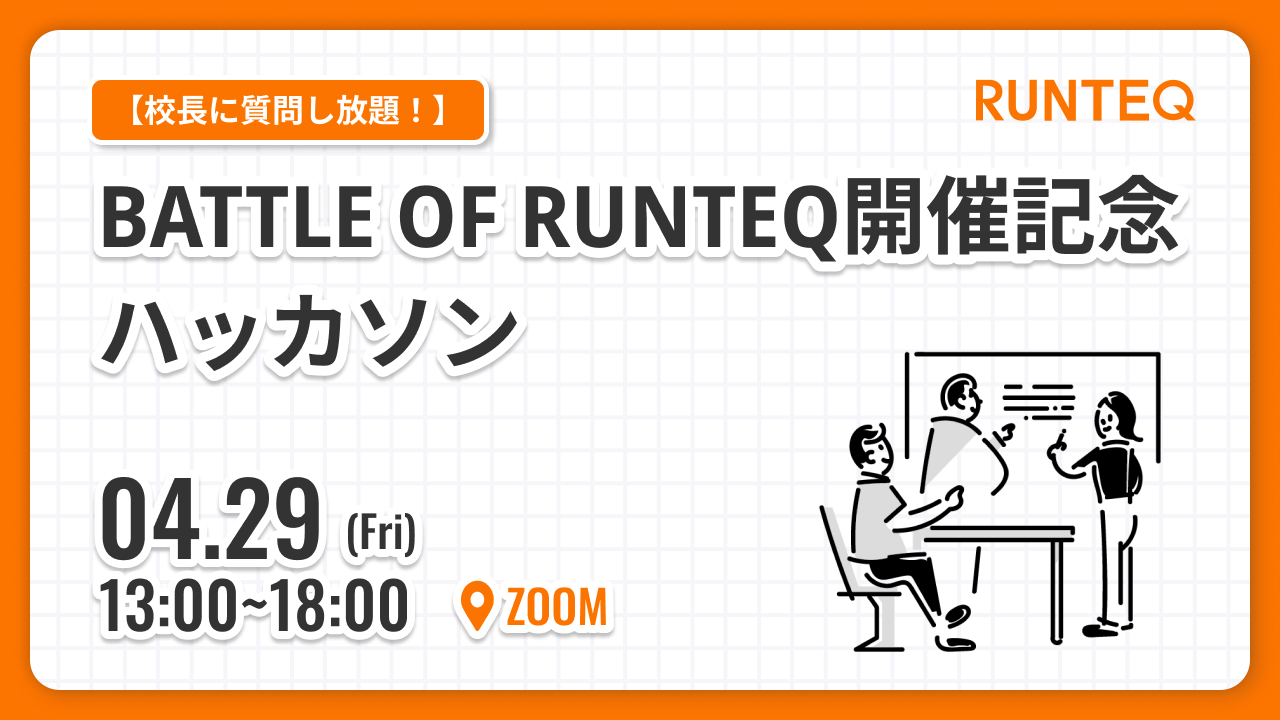 【校長に質問し放題！】
RUNTEQ
BATTLE OF RUNTEQ開催記念
ハッカソン
04.29 (Fri)
13:00~18:00
ZOOM